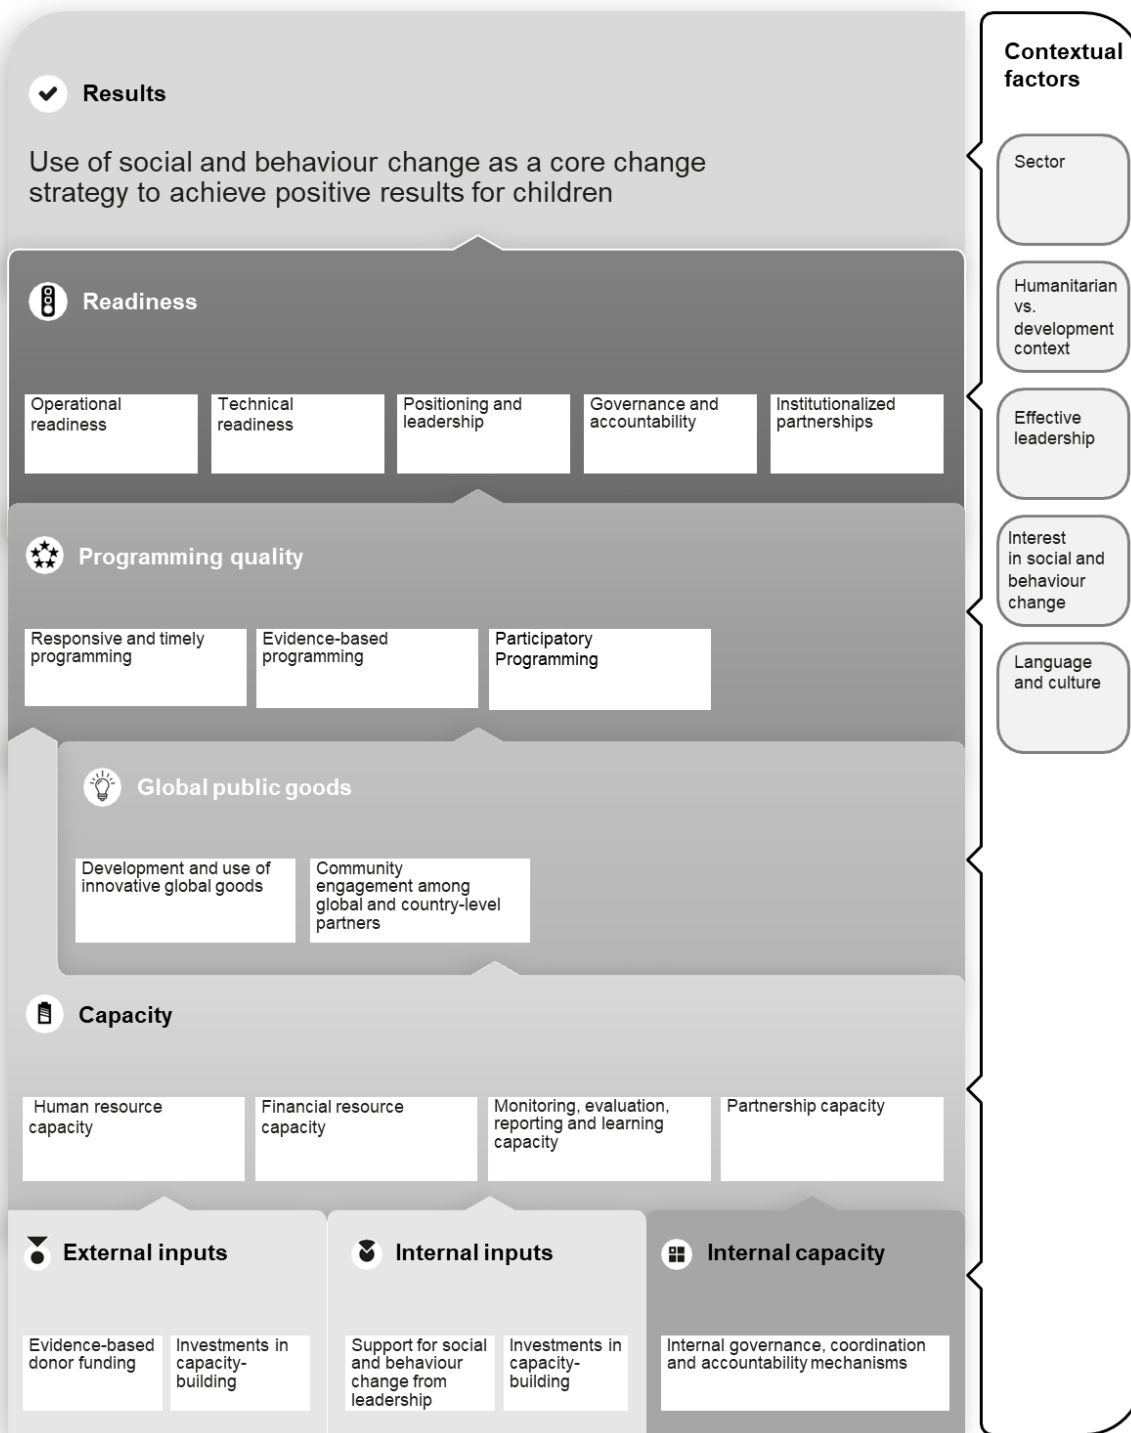 Results
Use of social and behaviour change as a core change
strategy to achieve positive results for children
Readiness
Operational
readiness
Technical
readiness
Positioning and
leadership
Governance and
accountability
Institutionalized
partnerships
Programming quality
Responsive and timely
programming
Evidence-based
programming
Participatory
Programming
Global public goods
Development and use of
innovative global goods
Community
engagement among
global and country-level
partners
Capacity
Human resource
capacity
Financial resource
capacity
Monitoring, evaluation,
reporting and learning
capacity
Partnership capacity
External inputs
Evidence-based
donor funding
Investments in
capacity-
building
Internal inputs
Support for social
and behaviour
change from
leadership
Investments in
capacity-
building
Internal capacity
Internal governance, coordination
and accountability mechanisms
Contextual
factors
Sector
Humanitarian
vs.
development
context
Effective
leadership
Interest
in social and
behaviour
change
Language
and culture